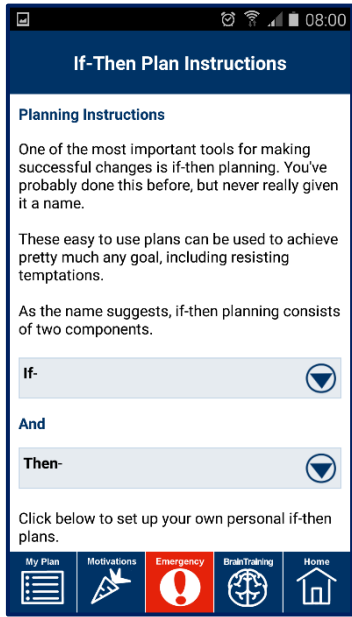 08:00
If-Then Plan Instructions
Planning Instructions
One of the most important tools for making
successful changes is if-then planning. You've
probably done this before, but never really given
it a name.
These easy to use plans can be used to achieve
pretty much any goal, including resisting
temptations.
As the name suggests, if-then planning consists
of two components.
If-
And
Then-
Click below to set up your own personal if-then
plans.
My Plan Motivations Emergency BrainTraining Home